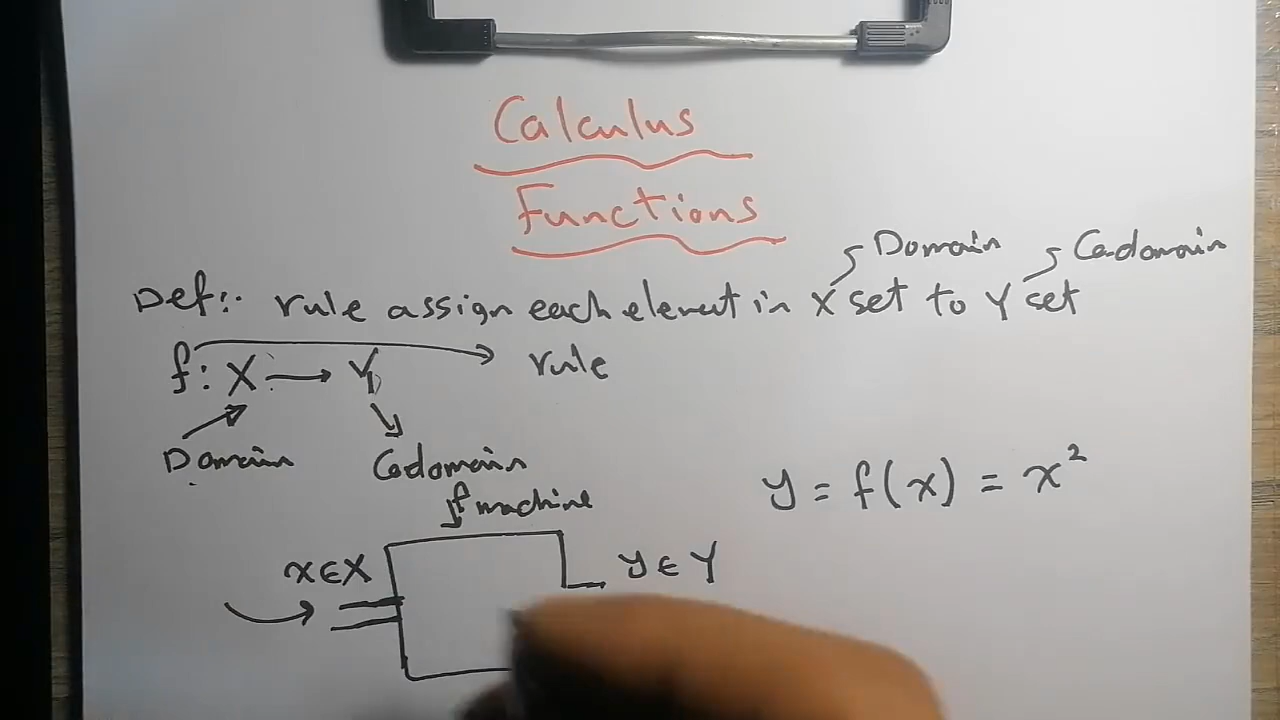 Calculus
Functions
Domain Codomain
Def:. rule assign each element in X set to Y set
f: X → Y → rule
Domain Codomain
f machine
y = f(x) = x²
x∈X y∈Y